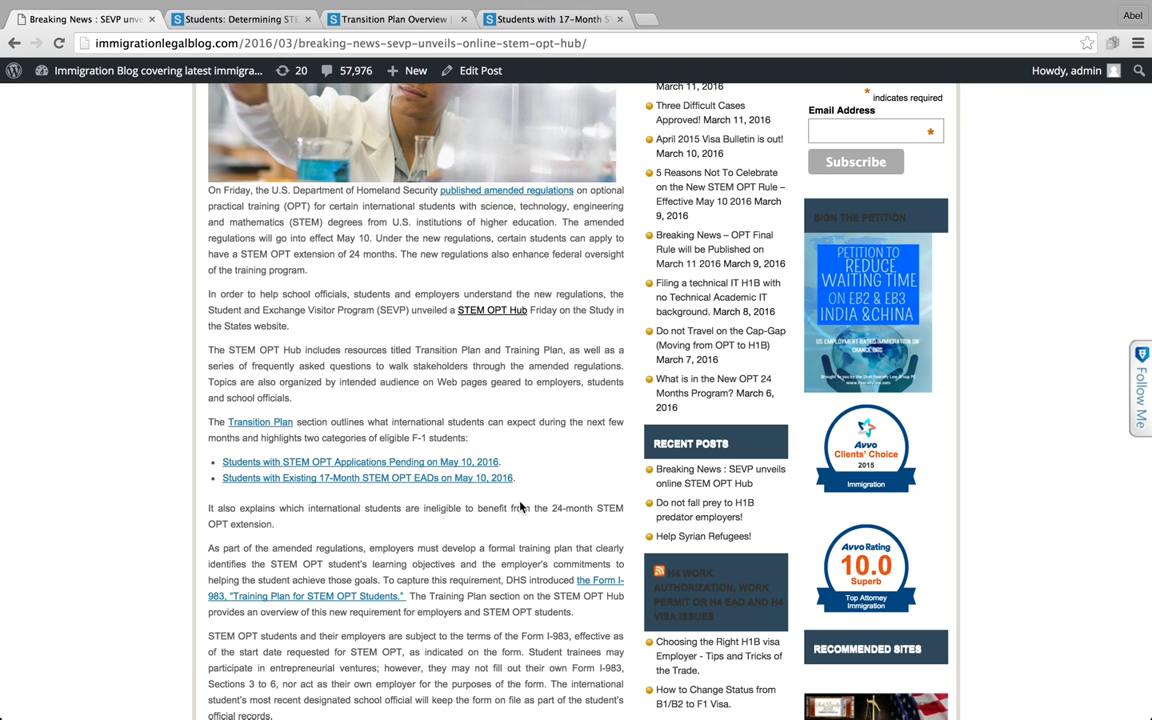 Breaking News : SEVP unve
Students: Determining STE
Transition Plan Overview |
Students with 17-Month S
Abel
immigrationlegalblog.com/2016/03/breaking-news-sevp-unveils-online-stem-opt-hub/
Immigration Blog covering latest immigra... 20 57,976 New Edit Post Howdy, admin
On Friday, the U.S. Department of Homeland Security published amended regulations on optional
practical training (OPT) for certain international students with science, technology, engineering
and mathematics (STEM) degrees from U.S. institutions of higher education. The amended
regulations will go into effect May 10. Under the new regulations, certain students can apply to
have a STEM OPT extension of 24 months. The new regulations also enhance federal oversight
of the training program.
In order to help school officials, students and employers understand the new regulations, the
Student and Exchange Visitor Program (SEVP) unveiled a STEM OPT Hub Friday on the Study in
the States website.
The STEM OPT Hub includes resources titled Transition Plan and Training Plan, as well as a
series of frequently asked questions to walk stakeholders through the amended regulations.
Topics are also organized by intended audience on Web pages geared to employers, students
and school officials.
The Transition Plan section outlines what international students can expect during the next few
months and highlights two categories of eligible F-1 students:
• Students with STEM OPT Applications Pending on May 10, 2016.
• Students with Existing 17-Month STEM OPT EADs on May 10, 2016.
It also explains which international students are ineligible to benefit from the 24-month STEM
OPT extension.
As part of the amended regulations, employers must develop a formal training plan that clearly
identifies the STEM OPT student's learning objectives and the employer's commitments to
helping the student achieve those goals. To capture this requirement, DHS introduced the Form I-
983, "Training Plan for STEM OPT Students." The Training Plan section on the STEM OPT Hub
provides an overview of this new requirement for employers and STEM OPT students.
STEM OPT students and their employers are subject to the terms of the Form I-983, effective as
of the start date requested for STEM OPT, as indicated on the form. Student trainees may
participate in entrepreneurial ventures; however, they may not fill out their own Form I-983,
Sections 3 to 6, nor act as their own employer for the purposes of the form. The international
student's most recent designated school official will keep the form on file as part of the student's
official records.
March 11, 2016
Three Difficult Cases
Approved! March 11, 2016
April 2015 Visa Bulletin is out!
March 10, 2016
5 Reasons Not To Celebrate
on the New STEM OPT Rule –
Effective May 10 2016 March
9, 2016
Breaking News – OPT Final
Rule will be Published on
March 11 2016 March 9, 2016
Filing a technical IT H1B with
no Technical Academic IT
background. March 8, 2016
Do not Travel on the Cap-Gap
(Moving from OPT to H1B)
March 7, 2016
What is in the New OPT 24
Months Program? March 6,
2016
RECENT POSTS
Breaking News : SEVP unveils
online STEM OPT Hub
Do not fall prey to H1B
predator employers!
Help Syrian Refugees!
H4 WORK
AUTHORIZATION, WORK
PERMIT OR H4 EAD AND H4
VISA ISSUES
Choosing the Right H1B visa
Employer - Tips and Tricks of
the Trade.
How to Change Status from
B1/B2 to F1 Visa.
* indicates required
Email Address
*
Subscribe
SIGN THE PETITION
PETITION TO
REDUCE
WAITING TIME
ON EB2 & EB3
INDIA & CHINA
Avvo
Clients' Choice
2015
Immigration
Avvo Rating
10.0
Superb
Top Attorney
Immigration
RECOMMENDED SITES
Follow Me